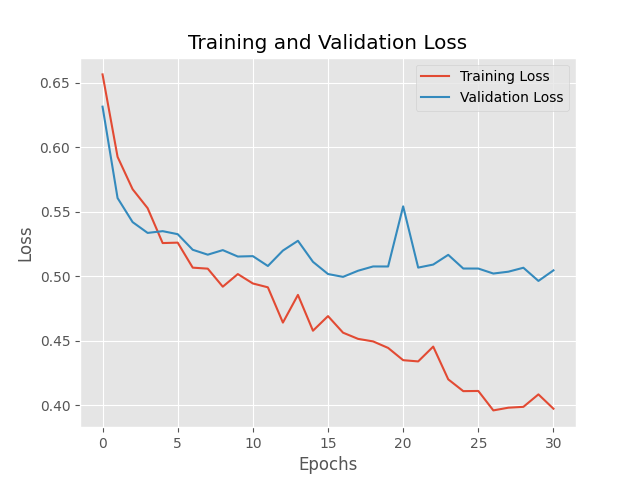 Training and Validation Loss
Training Loss
Validation Loss
0.65
0.60
0.55
0.50
0.45
0.40
Loss
0 5 10 15 20 25 30
Epochs